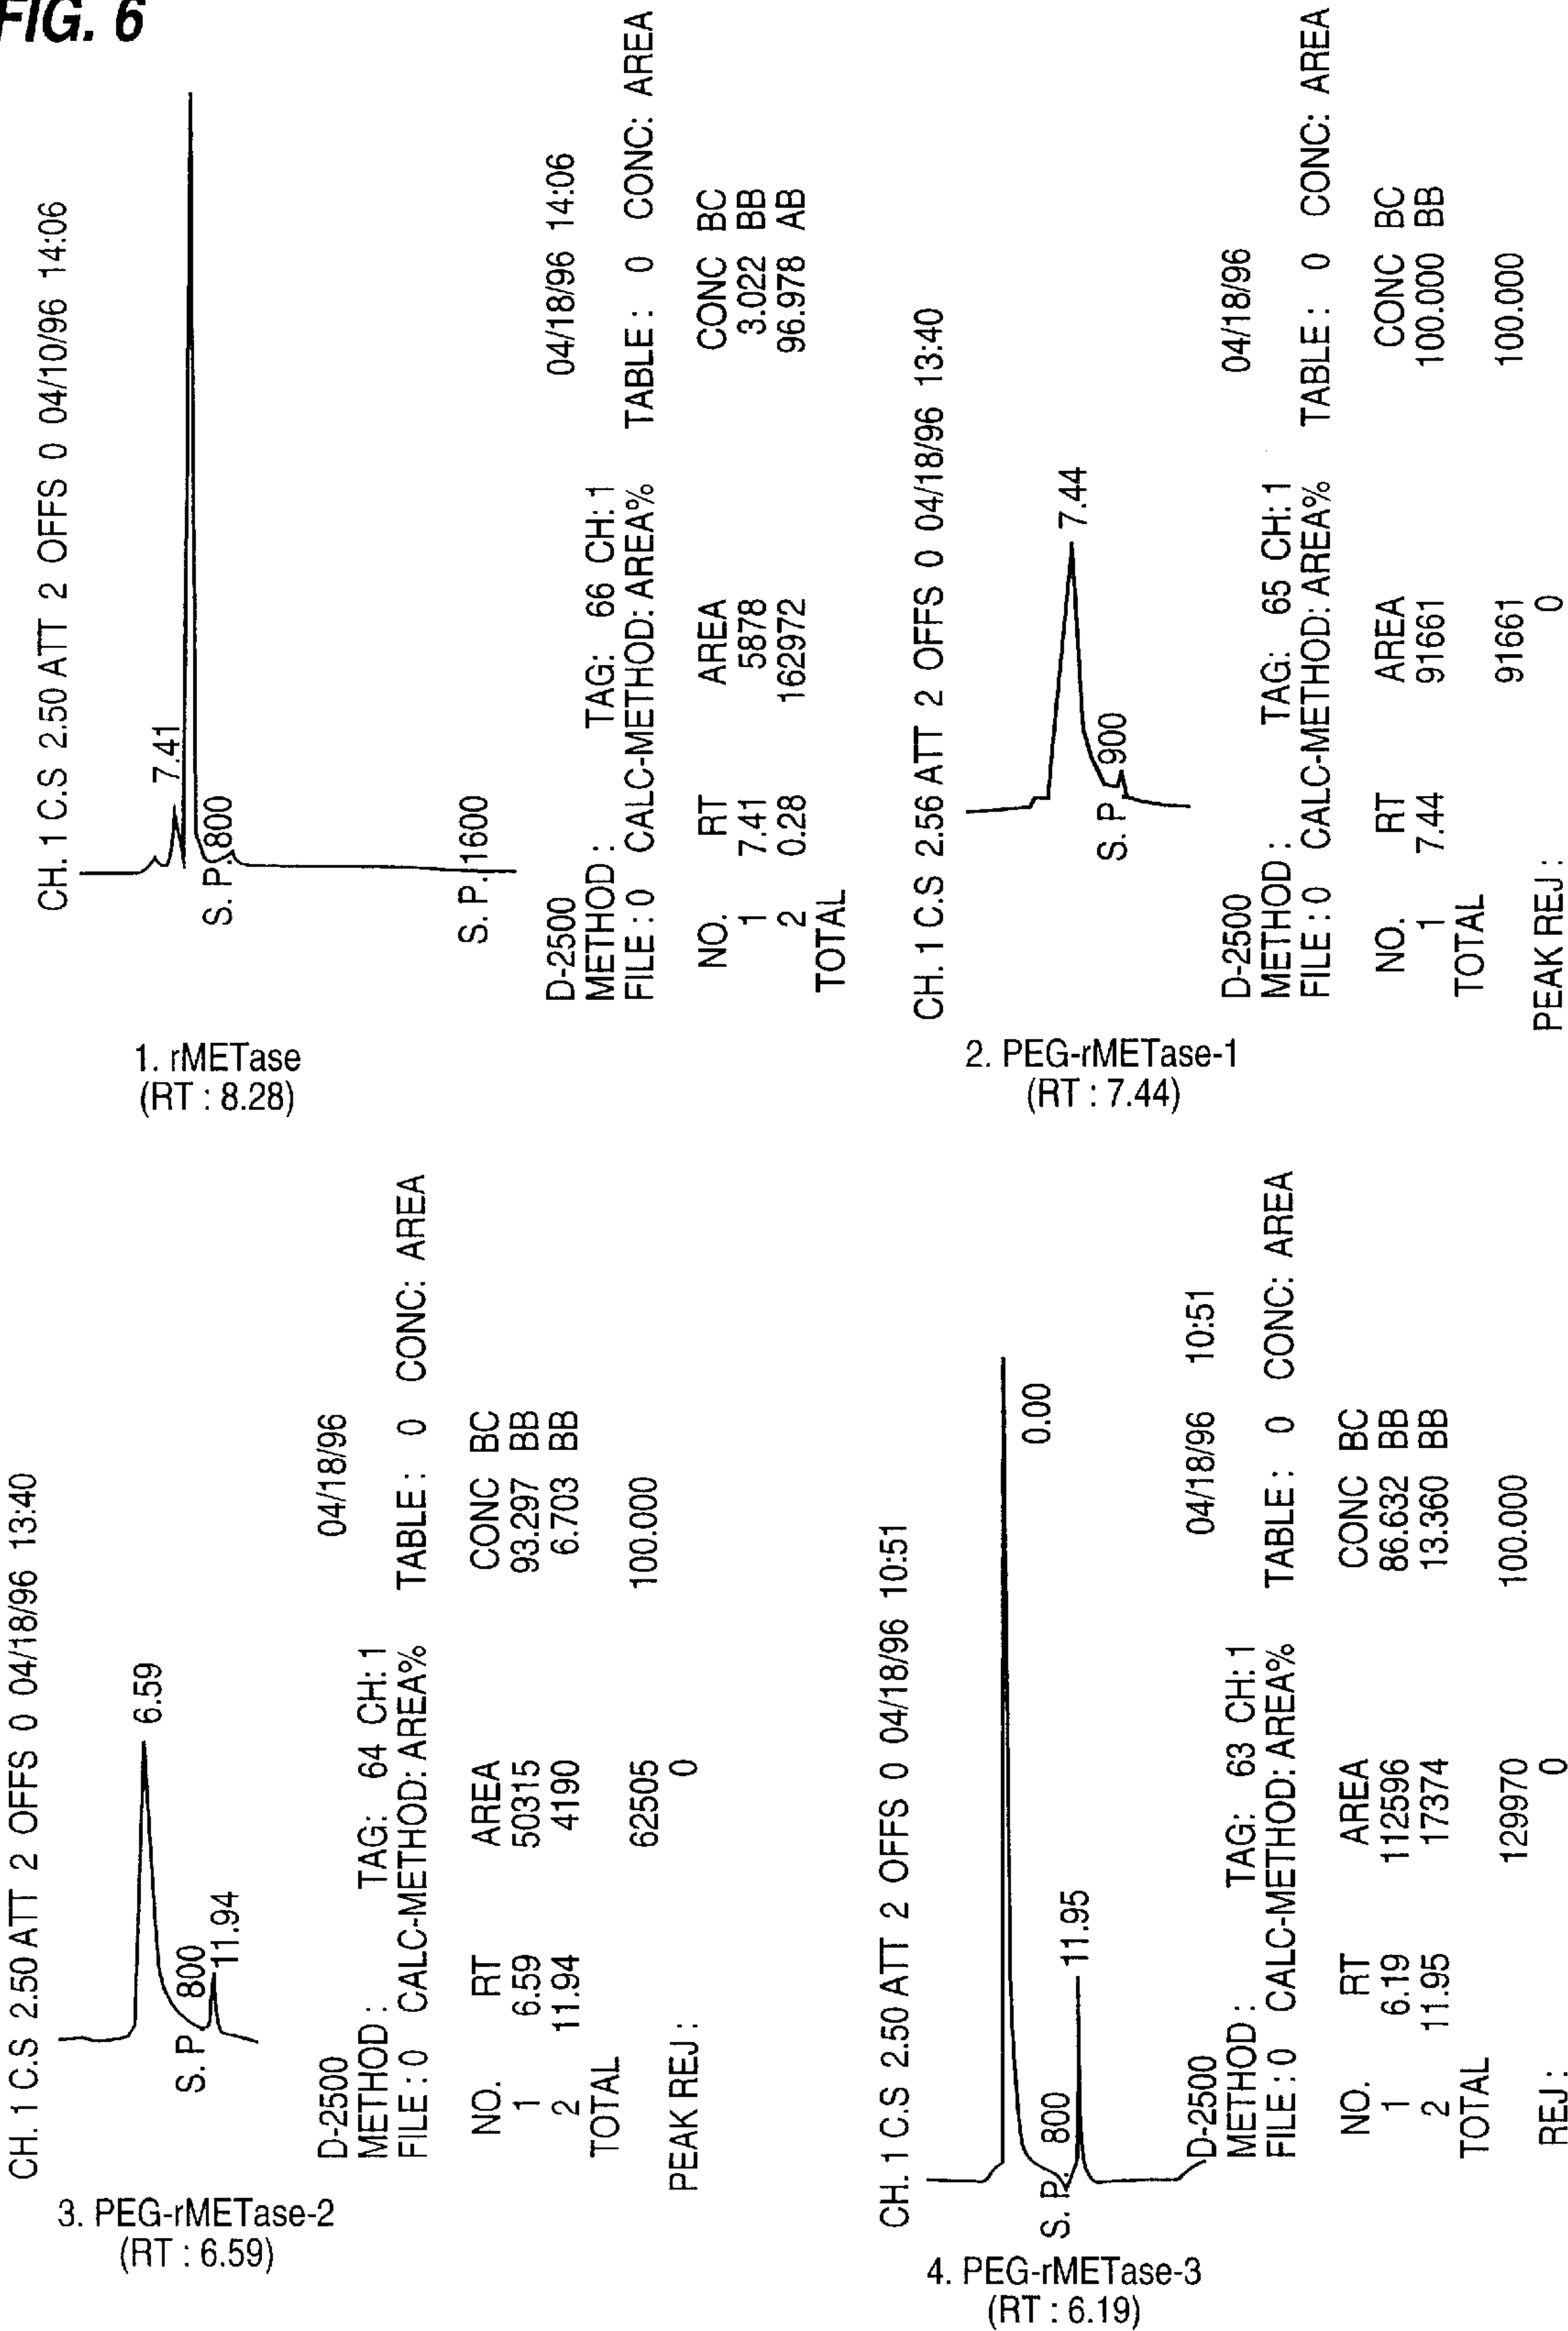 FIG. 6
1. rMETase
(RT : 8.28)
CH. 1 C.S 2.50 ATT 2 OFFS 0 04/10/96 14:06
7.41
S. P. 800
S. P. 1600
D-2500 04/18/96 14:06
METHOD : TAG: 66 CH: 1
FILE : 0 CALC-METHOD: AREA% TABLE : 0 CONC: AREA
NO. RT AREA CONC BC
1 7.41 5878 3.022 BB
2 0.28 162972 96.978 AB
TOTAL
2. PEG-rMETase-1
(RT : 7.44)
CH. 1 C.S 2.56 ATT 2 OFFS 0 04/18/96 13:40
7.44
S. P. 900
D-2500 04/18/96
METHOD : TAG: 65 CH: 1
FILE : 0 CALC-METHOD: AREA% TABLE : 0 CONC: AREA
NO. RT AREA CONC BC
1 7.44 91661 100.000 BB
TOTAL
91661 100.000
PEAK REJ : 0
3. PEG-rMETase-2
(RT : 6.59)
CH. 1 C.S 2.50 ATT 2 OFFS 0 04/18/96 13:40
6.59
S. P. 800
11.94
D-2500 04/18/96
METHOD : TAG: 64 CH: 1
FILE : 0 CALC-METHOD: AREA% TABLE : 0 CONC: AREA
NO. RT AREA CONC BC
1 6.59 50315 93.297 BB
2 11.94 4190 6.703 BB
TOTAL
62505 100.000
PEAK REJ : 0
4. PEG-rMETase-3
(RT : 6.19)
CH. 1 C.S 2.50 ATT 2 OFFS 0 04/18/96 10:51
0.00
S. P. 800
11.95
D-2500 04/18/96 10:51
METHOD : TAG: 63 CH: 1
FILE : 0 CALC-METHOD: AREA% TABLE : 0 CONC: AREA
NO. RT AREA CONC BC
1 6.19 112596 86.632 BB
2 11.95 17374 13.360 BB
TOTAL
129970 100.000
REJ : 0